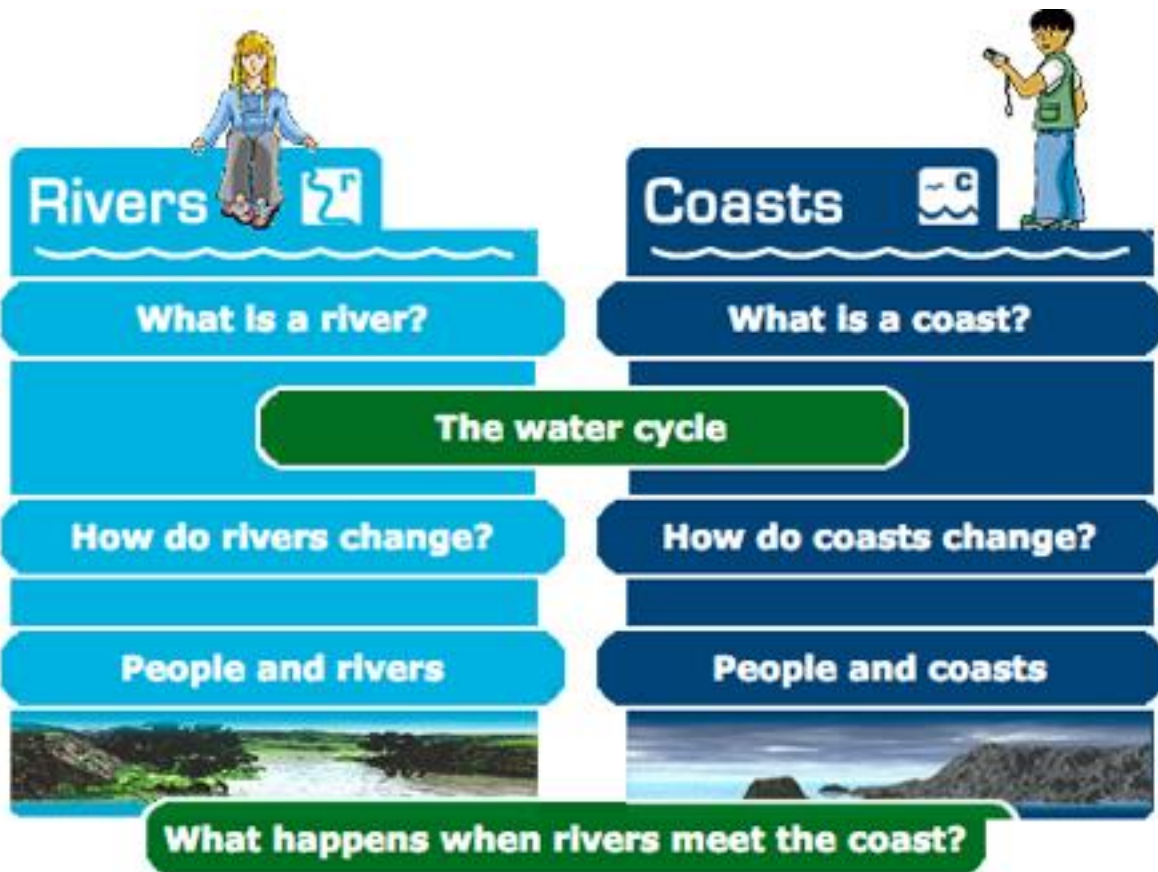 Rivers
r
What is a river?
Coasts
c
What is a coast?
The water cycle
How do rivers change?
How do coasts change?
People and rivers
People and coasts
What happens when rivers meet the coast?